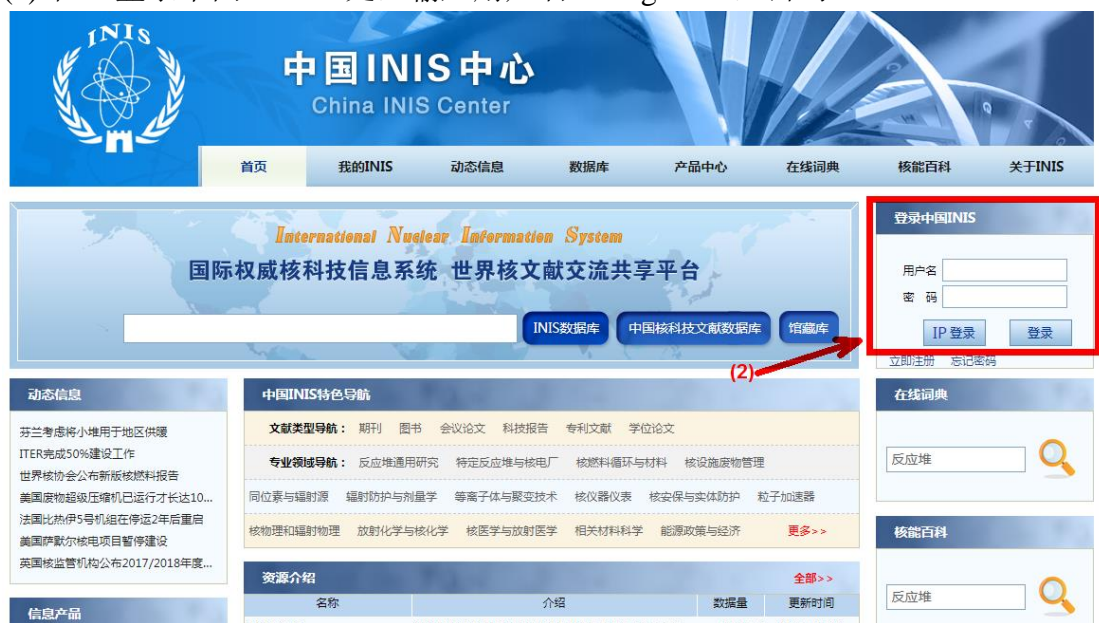 INIS
中国INIS中心
China INIS Center
首页 我的INIS 动态信息 数据库 产品中心 在线词典 核能百科 关于INIS
International Nuclear Information System
国际权威核科技信息系统 世界核文献交流共享平台
INIS数据库 中国核科技文献数据库 馆藏库
登录中国INIS
用户名
密 码
IP 登录 登录
立即注册 忘记密码
(2)
动态信息
芬兰考虑将小堆用于地区供暖
ITER完成50%建设工作
世界核协会公布新版核燃料报告
美国废物超级压缩机已运行才长达10...
法国比热伊5号机组在停运2年后重启
美国萨默尔核电项目暂停建设
英国核监管机构公布2017/2018年度...
信息产品
中国INIS特色导航
文献类型导航： 期刊 图书 会议论文 科技报告 专利文献 学位论文
专业领域导航： 反应堆通用研究 特定反应堆与核电厂 核燃料循环与材料 核设施废物管理
同位素与辐射源 辐射防护与剂量学 等离子体与聚变技术 核仪器仪表 核安保与实体防护 粒子加速器
核物理和辐射物理 放射化学与核化学 核医学与放射医学 相关材料科学 能源政策与经济 更多>>
资源介绍 全部>>
名称 介绍 数据量 更新时间
在线词典
反应堆
核能百科
反应堆